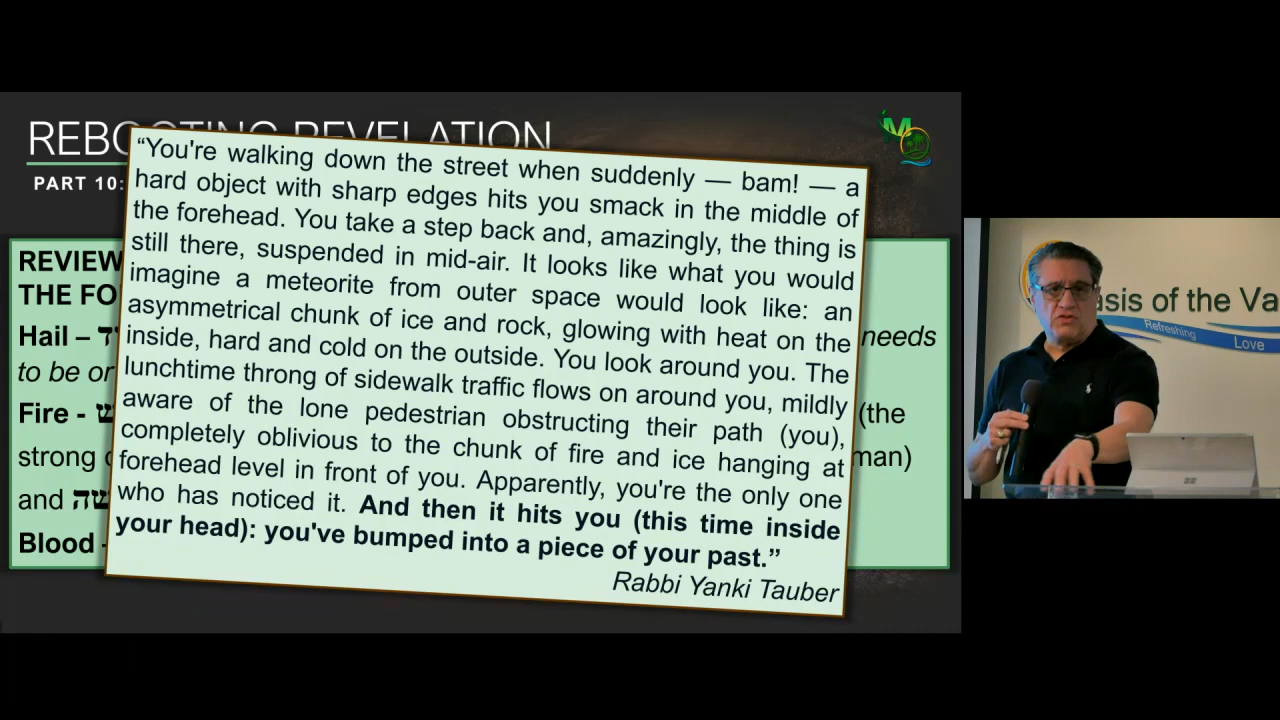 REBOOTING REVELATION
PART 10:
M
“You're walking down the street when suddenly — bam! — a
hard object with sharp edges hits you smack in the middle of
the forehead. You take a step back and, amazingly, the thing is
still there, suspended in mid-air. It looks like what you would
imagine a meteorite from outer space would look like: an
asymmetrical chunk of ice and rock, glowing with heat on the
inside, hard and cold on the outside. You look around you. The
lunchtime throng of sidewalk traffic flows on around you, mildly
aware of the lone pedestrian obstructing their path (you),
completely oblivious to the chunk of fire and ice hanging at
forehead level in front of you. Apparently, you're the only one
who has noticed it. And then it hits you (this time inside
your head): you've bumped into a piece of your past.”
Rabbi Yanki Tauber
REVIEW
THE FO
Hail – needs
to be or
Fire - (the
strong man)
and
Blood -
asis of the Va
Refreshing
Love